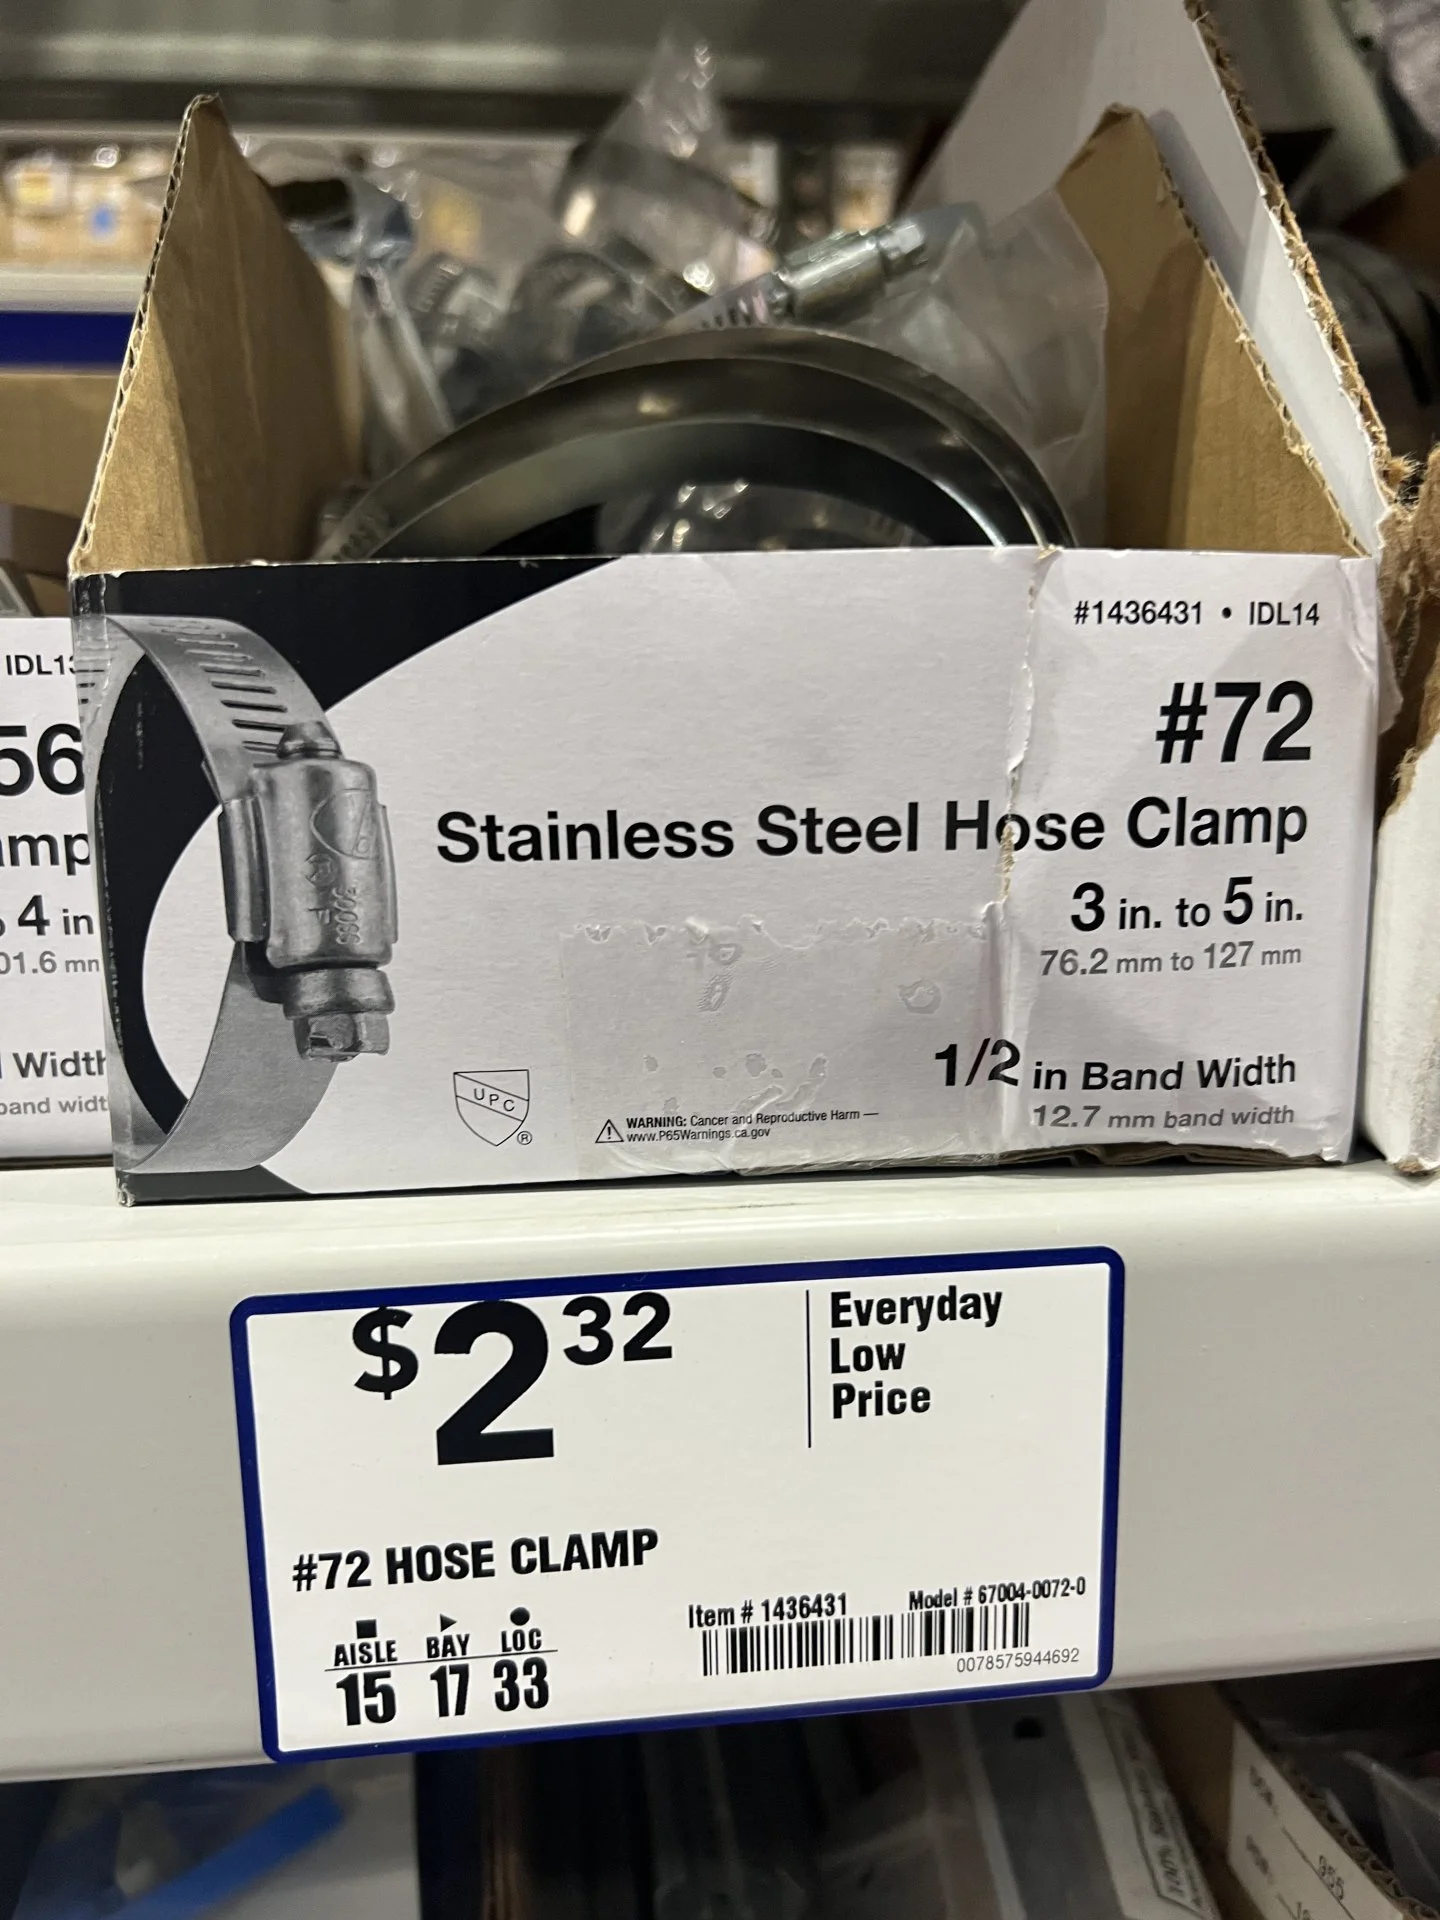 #1436431 • IDL14
#72
Stainless Steel Hose Clamp
3 in. to 5 in.
76.2 mm to 127 mm
1/2 in Band Width
12.7 mm band width
UPC
®
WARNING: Cancer and Reproductive Harm —
www.P65Warnings.ca.gov
56
4 in
mm
Width
band
$2 32
Everyday
Low
Price
#72 HOSE CLAMP
AISLE BAY LOC
15 17 33
Item # 1436431 Model # 67004-0072-0
0078575944692
100%